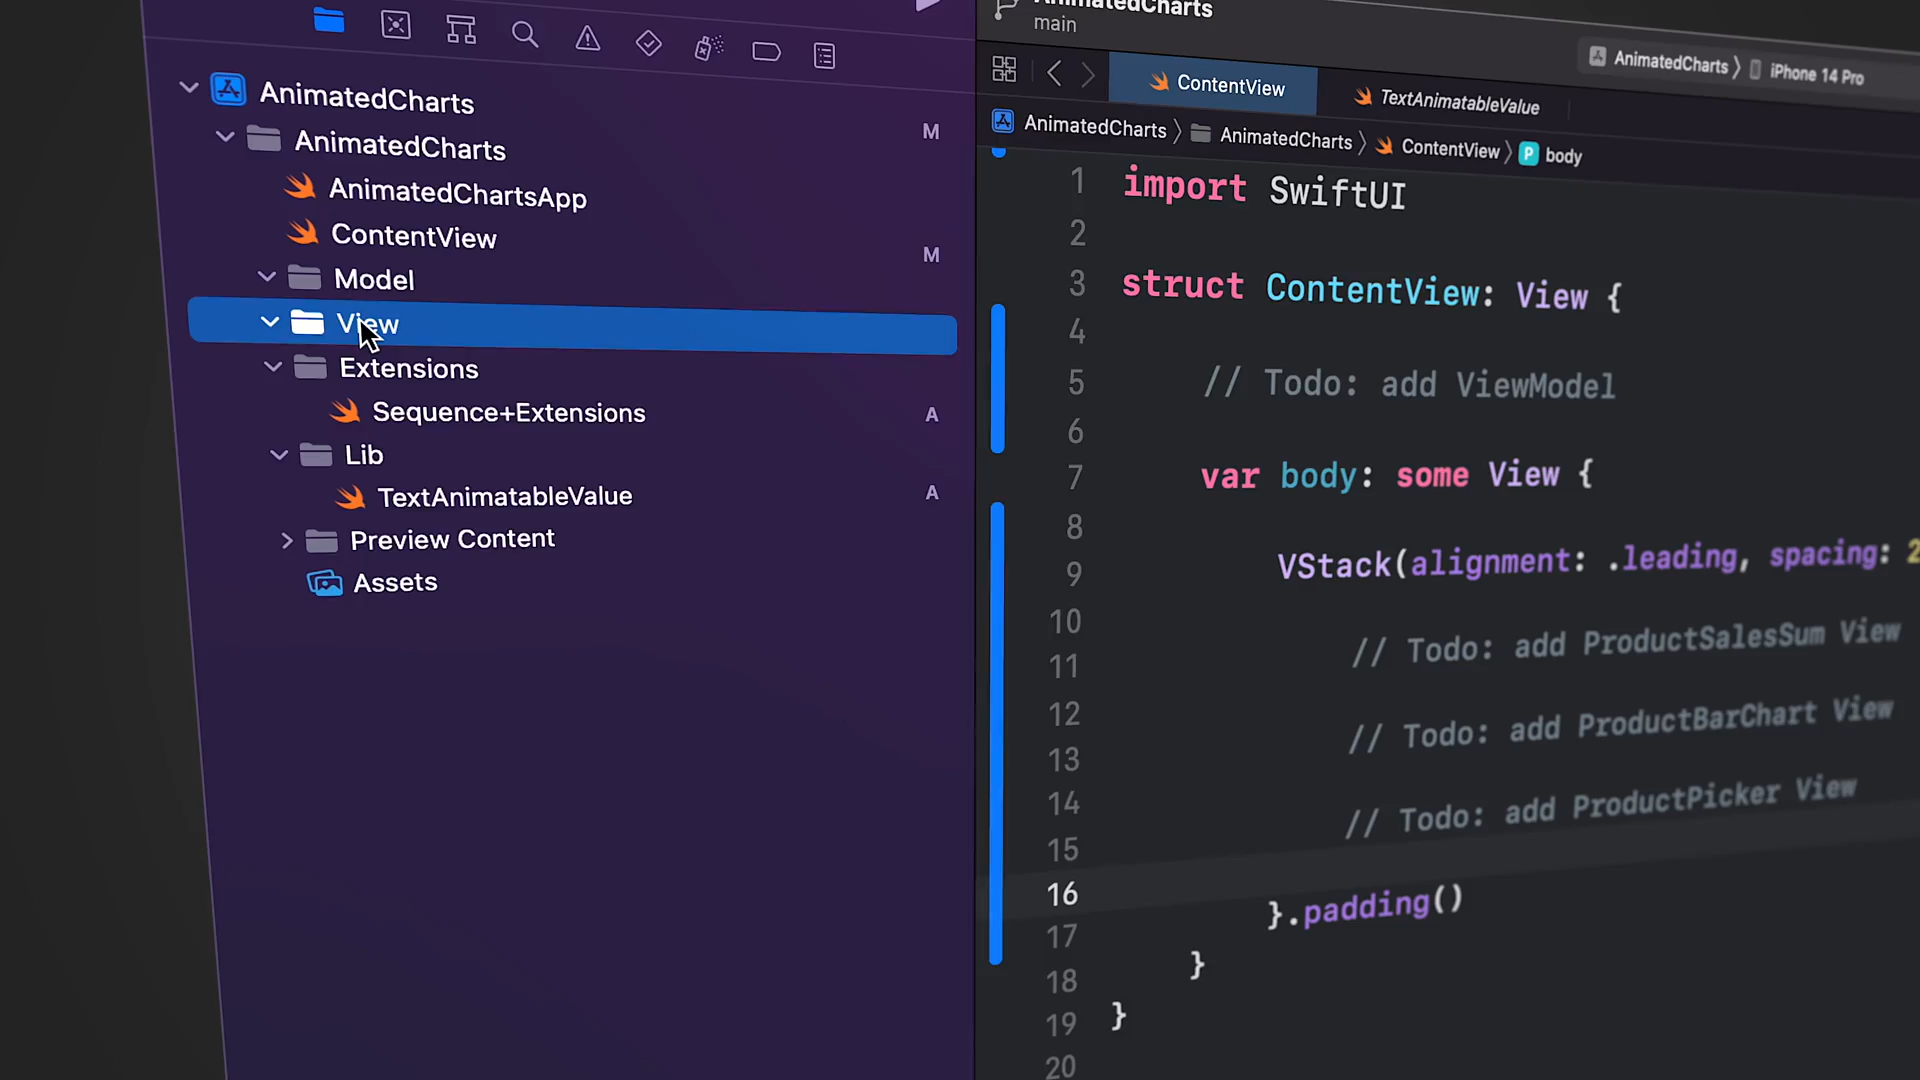 AnimatedCharts
AnimatedCharts
M
AnimatedChartsApp
ContentView
M
Model
View
Extensions
Sequence+Extensions
A
Lib
TextAnimatableValue
A
Preview Content
Assets
AnimatedCharts
main
AnimatedCharts
iPhone 14 Pro
ContentView
TextAnimatableValue
AnimatedCharts
AnimatedCharts
ContentView
P body
1 import SwiftUI
2
3 struct ContentView: View {
4
5 // Todo: add ViewModel
6
7 var body: some View {
8
9 VStack(alignment: .leading, spacing: 2
10
11 // Todo: add ProductSalesSum View
12
13 // Todo: add ProductBarChart View
14
15 // Todo: add ProductPicker View
16
17 }.padding()
18 }
19 }
20